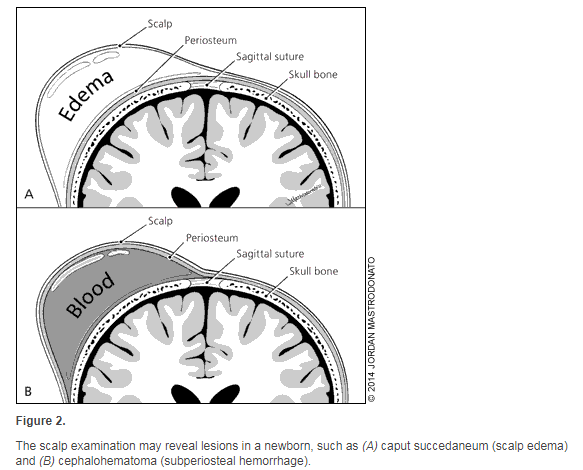 Scalp
Periosteum
Sagittal suture
Skull bone
Edema
A
Scalp
Periosteum
Sagittal suture
Skull bone
Blood
B
© 2014 JORDAN MASTRODONATO
Figure 2.
The scalp examination may reveal lesions in a newborn, such as (A) caput succedaneum (scalp edema)
and (B) cephalohematoma (subperiosteal hemorrhage).